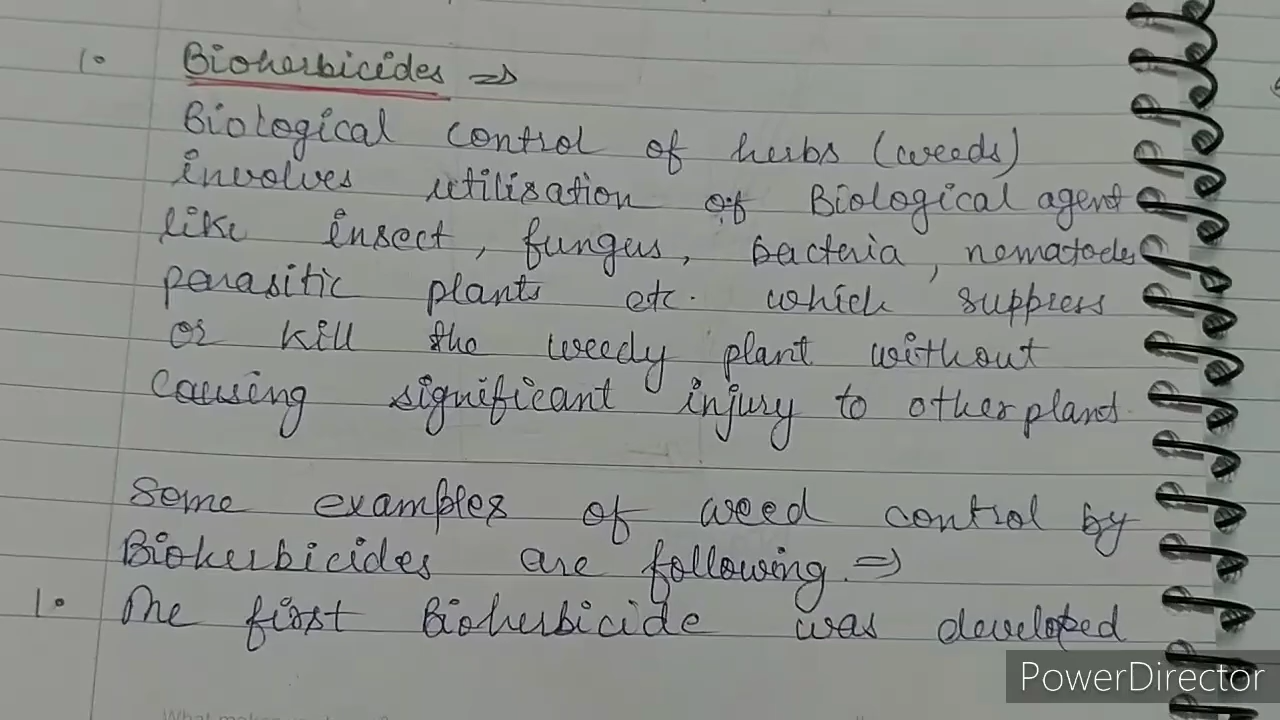 1. Bioherbicides ⇒
Biological control of herbs (weeds)
involves utilisation of Biological agent
like insect, fungus, bacteria, nematodes
parasitic plants etc. which suppress
or kill the weedy plant without
causing significant injury to other plants.
Some examples of weed control by
Bioherbicides are following. ⇒
1. The first Bioherbicide was developed
PowerDirector